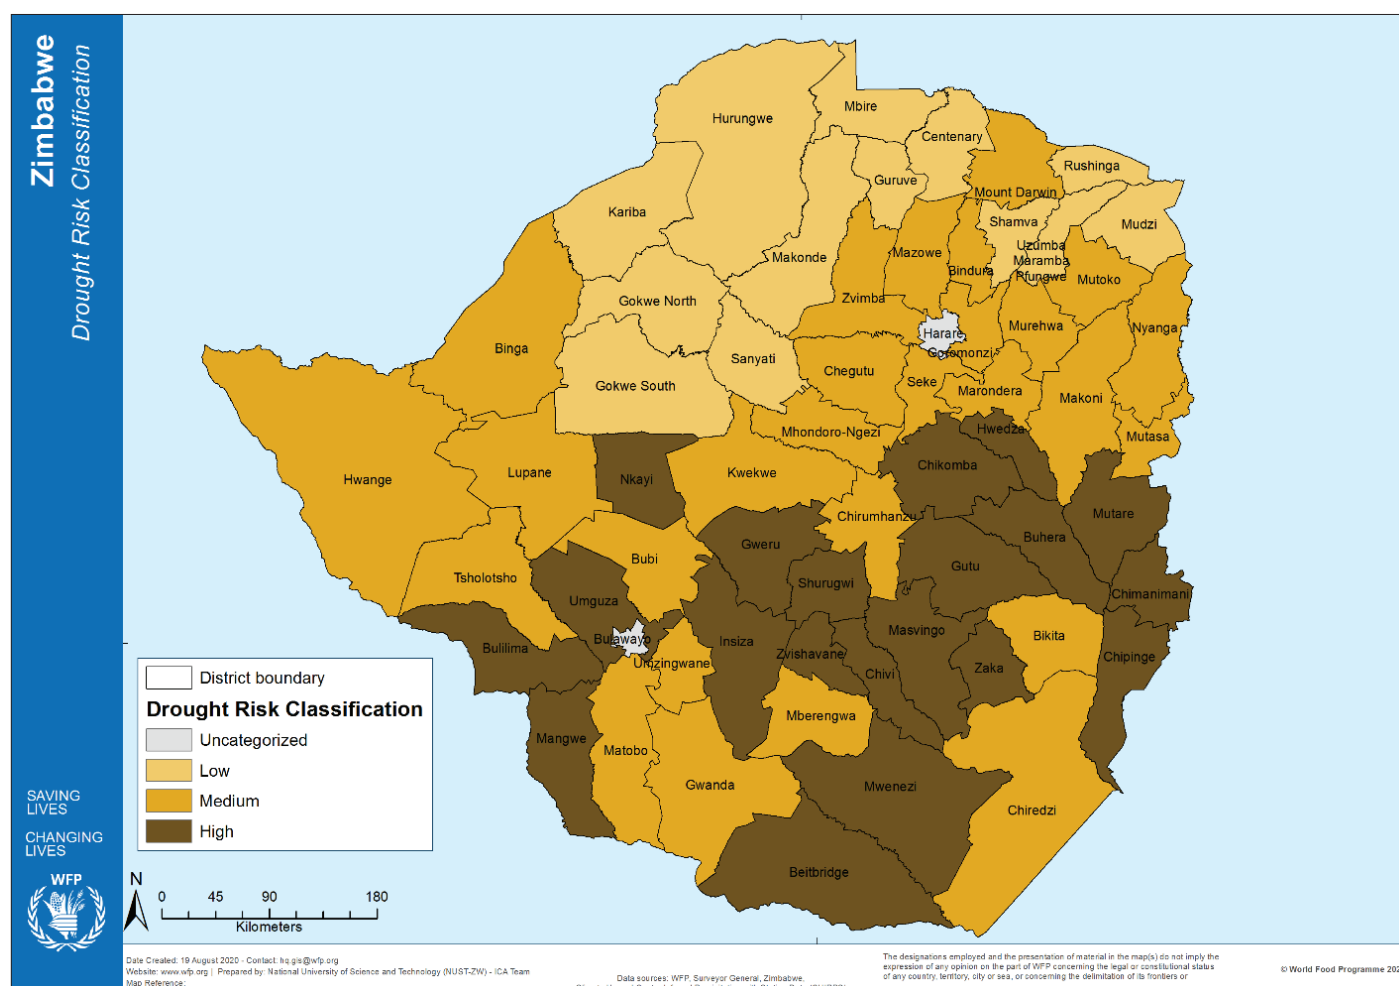 Zimbabwe
Drought Risk Classification
SAVING
LIVES
CHANGING
LIVES
WFP
Hurungwe
Mbire
Centenary
Rushinga
Guruve
Mount Darwin
Kariba
Shamva
Mudzi
Uzumba
Maramba
Pfungwe
Makonde
Mazowe
Bindura
Mutoko
Gokwe North
Zvimba
Murehwa
Nyanga
Harare
Binga
Goromonzi
Sanyati
Chegutu
Seke
Marondera
Gokwe South
Makoni
Mhondoro-Ngezi
Hwedza
Mutasa
Hwange
Lupane
Nkayi
Kwekwe
Chikomba
Chirumhanzu
Mutare
Gweru
Buhera
Bubi
Tsholotsho
Shurugwi
Gutu
Chimanimani
Umguza
Masvingo
Bulawayo
Insiza
Bikita
Bulilima
Zvishavane
Chipinge
Umzingwane
Chivi
Zaka
Mberengwa
Mangwe
Matobo
Gwanda
Mwenezi
Chiredzi
Beitbridge
District boundary
Drought Risk Classification
Uncategorized
Low
Medium
High
N
0 45 90 180
Kilometers
Date Created: 19 August 2020 - Contact: hq.gis@wfp.org
Website: www.wfp.org | Prepared by: National University of Science and Technology (NUST-ZW) - ICA Team
Map Reference:
Data sources: WFP, Surveyor General, Zimbabwe,
The designations employed and the presentation of material in the map(s) do not imply the
expression of any opinion on the part of WFP concerning the legal or constitutional status
of any country, territory, city or sea, or concerning the delimitation of its frontiers or
© World Food Programme 202